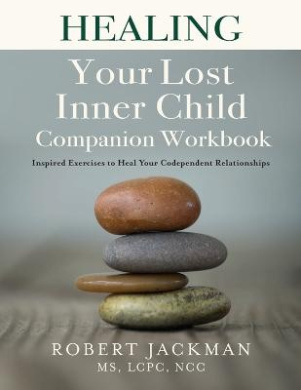 HEALING
Your Lost
Inner Child
Companion Workbook
Inspired Exercises to Heal Your Codependent Relationships
ROBERT JACKMAN
MS, LCPC, NCC